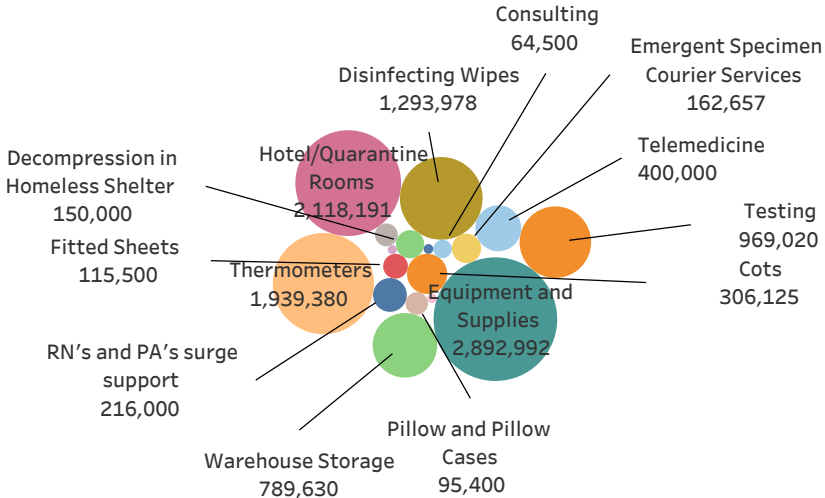 Consulting
64,500
Emergent Specimen
Courier Services
162,657
Disinfecting Wipes
1,293,978
Telemedicine
400,000
Hotel/Quarantine
Rooms
2,118,191
Decompression in
Homeless Shelter
150,000
Testing
969,020
Fitted Sheets
115,500
Thermometers
1,939,380
Cots
306,125
Equipment and
Supplies
2,892,992
RN's and PA's surge
support
216,000
Pillow and Pillow
Cases
95,400
Warehouse Storage
789,630